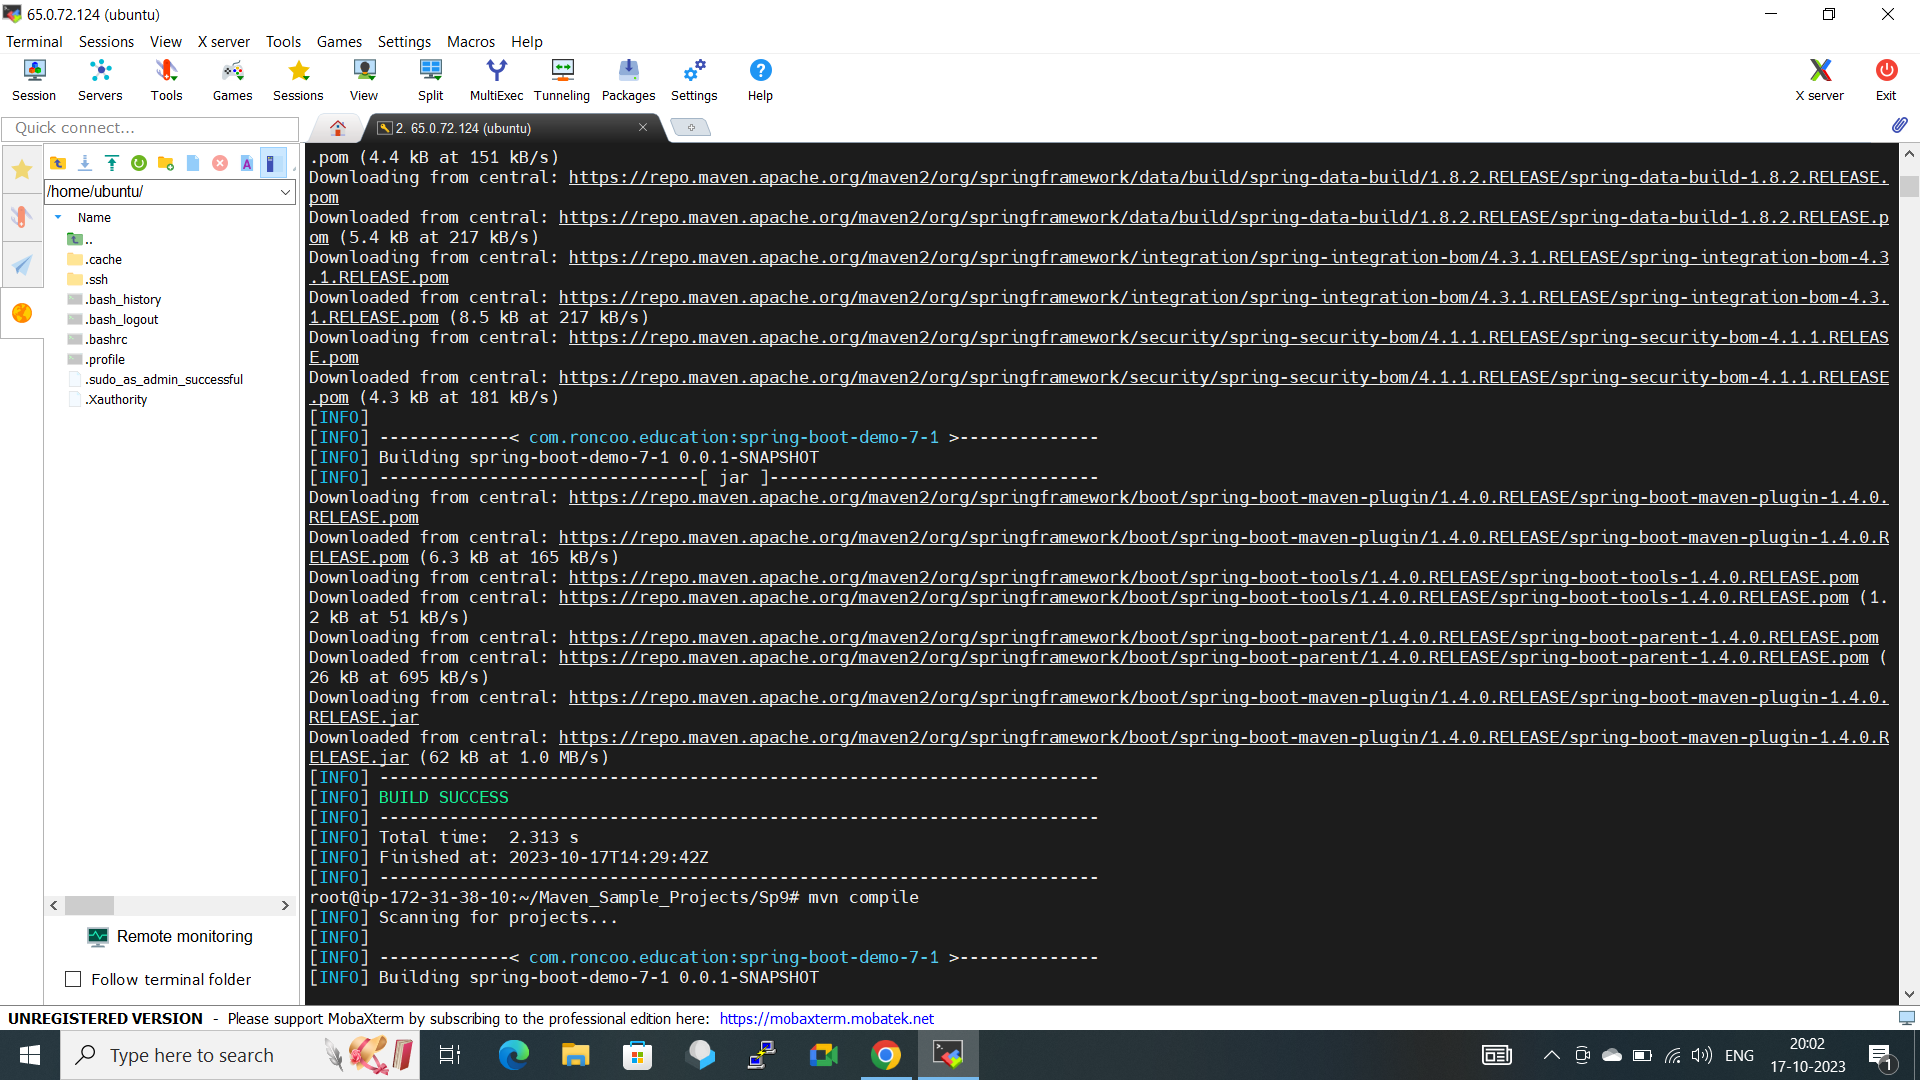 65.0.72.124 (ubuntu)
Terminal Sessions View X server Tools Games Settings Macros Help
Session Servers Tools Games Sessions View Split MultiExec Tunneling Packages Settings Help X server Exit
Quick connect...
2. 65.0.72.124 (ubuntu)
/home/ubuntu/
Name
..
.cache
.ssh
.bash_history
.bash_logout
.bashrc
.profile
.sudo_as_admin_successful
.Xauthority
Remote monitoring
Follow terminal folder
.pom (4.4 kB at 151 kB/s)
Downloading from central: https://repo.maven.apache.org/maven2/org/springframework/data/build/spring-data-build/1.8.2.RELEASE/spring-data-build-1.8.2.RELEASE.
pom
Downloaded from central: https://repo.maven.apache.org/maven2/org/springframework/data/build/spring-data-build/1.8.2.RELEASE/spring-data-build-1.8.2.RELEASE.p
om (5.4 kB at 217 kB/s)
Downloading from central: https://repo.maven.apache.org/maven2/org/springframework/integration/spring-integration-bom/4.3.1.RELEASE/spring-integration-bom-4.3
.1.RELEASE.pom
Downloaded from central: https://repo.maven.apache.org/maven2/org/springframework/integration/spring-integration-bom/4.3.1.RELEASE/spring-integration-bom-4.3.
1.RELEASE.pom (8.5 kB at 217 kB/s)
Downloading from central: https://repo.maven.apache.org/maven2/org/springframework/security/spring-security-bom/4.1.1.RELEASE/spring-security-bom-4.1.1.RELEAS
E.pom
Downloaded from central: https://repo.maven.apache.org/maven2/org/springframework/security/spring-security-bom/4.1.1.RELEASE/spring-security-bom-4.1.1.RELEASE
.pom (4.3 kB at 181 kB/s)
[INFO]
[INFO] -------------< com.roncoo.education:spring-boot-demo-7-1 >--------------
[INFO] Building spring-boot-demo-7-1 0.0.1-SNAPSHOT
[INFO] --------------------------------[ jar ]---------------------------------
Downloading from central: https://repo.maven.apache.org/maven2/org/springframework/boot/spring-boot-maven-plugin/1.4.0.RELEASE/spring-boot-maven-plugin-1.4.0.
RELEASE.pom
Downloaded from central: https://repo.maven.apache.org/maven2/org/springframework/boot/spring-boot-maven-plugin/1.4.0.RELEASE/spring-boot-maven-plugin-1.4.0.R
ELEASE.pom (6.3 kB at 165 kB/s)
Downloading from central: https://repo.maven.apache.org/maven2/org/springframework/boot/spring-boot-tools/1.4.0.RELEASE/spring-boot-tools-1.4.0.RELEASE.pom
Downloaded from central: https://repo.maven.apache.org/maven2/org/springframework/boot/spring-boot-tools/1.4.0.RELEASE/spring-boot-tools-1.4.0.RELEASE.pom (1.
2 kB at 51 kB/s)
Downloading from central: https://repo.maven.apache.org/maven2/org/springframework/boot/spring-boot-parent/1.4.0.RELEASE/spring-boot-parent-1.4.0.RELEASE.pom
Downloaded from central: https://repo.maven.apache.org/maven2/org/springframework/boot/spring-boot-parent/1.4.0.RELEASE/spring-boot-parent-1.4.0.RELEASE.pom (
26 kB at 695 kB/s)
Downloading from central: https://repo.maven.apache.org/maven2/org/springframework/boot/spring-boot-maven-plugin/1.4.0.RELEASE/spring-boot-maven-plugin-1.4.0.
RELEASE.jar
Downloaded from central: https://repo.maven.apache.org/maven2/org/springframework/boot/spring-boot-maven-plugin/1.4.0.RELEASE/spring-boot-maven-plugin-1.4.0.R
ELEASE.jar (62 kB at 1.0 MB/s)
[INFO] ------------------------------------------------------------------------
[INFO] BUILD SUCCESS
[INFO] ------------------------------------------------------------------------
[INFO] Total time:  2.313 s
[INFO] Finished at: 2023-10-17T14:29:42Z
[INFO] ------------------------------------------------------------------------
root@ip-172-31-38-10:~/Maven_Sample_Projects/Sp9# mvn compile
[INFO] Scanning for projects...
[INFO]
[INFO] -------------< com.roncoo.education:spring-boot-demo-7-1 >--------------
[INFO] Building spring-boot-demo-7-1 0.0.1-SNAPSHOT
UNREGISTERED VERSION - Please support MobaXterm by subscribing to the professional edition here: https://mobaxterm.mobatek.net
Type here to search
ENG
20:02
17-10-2023
1